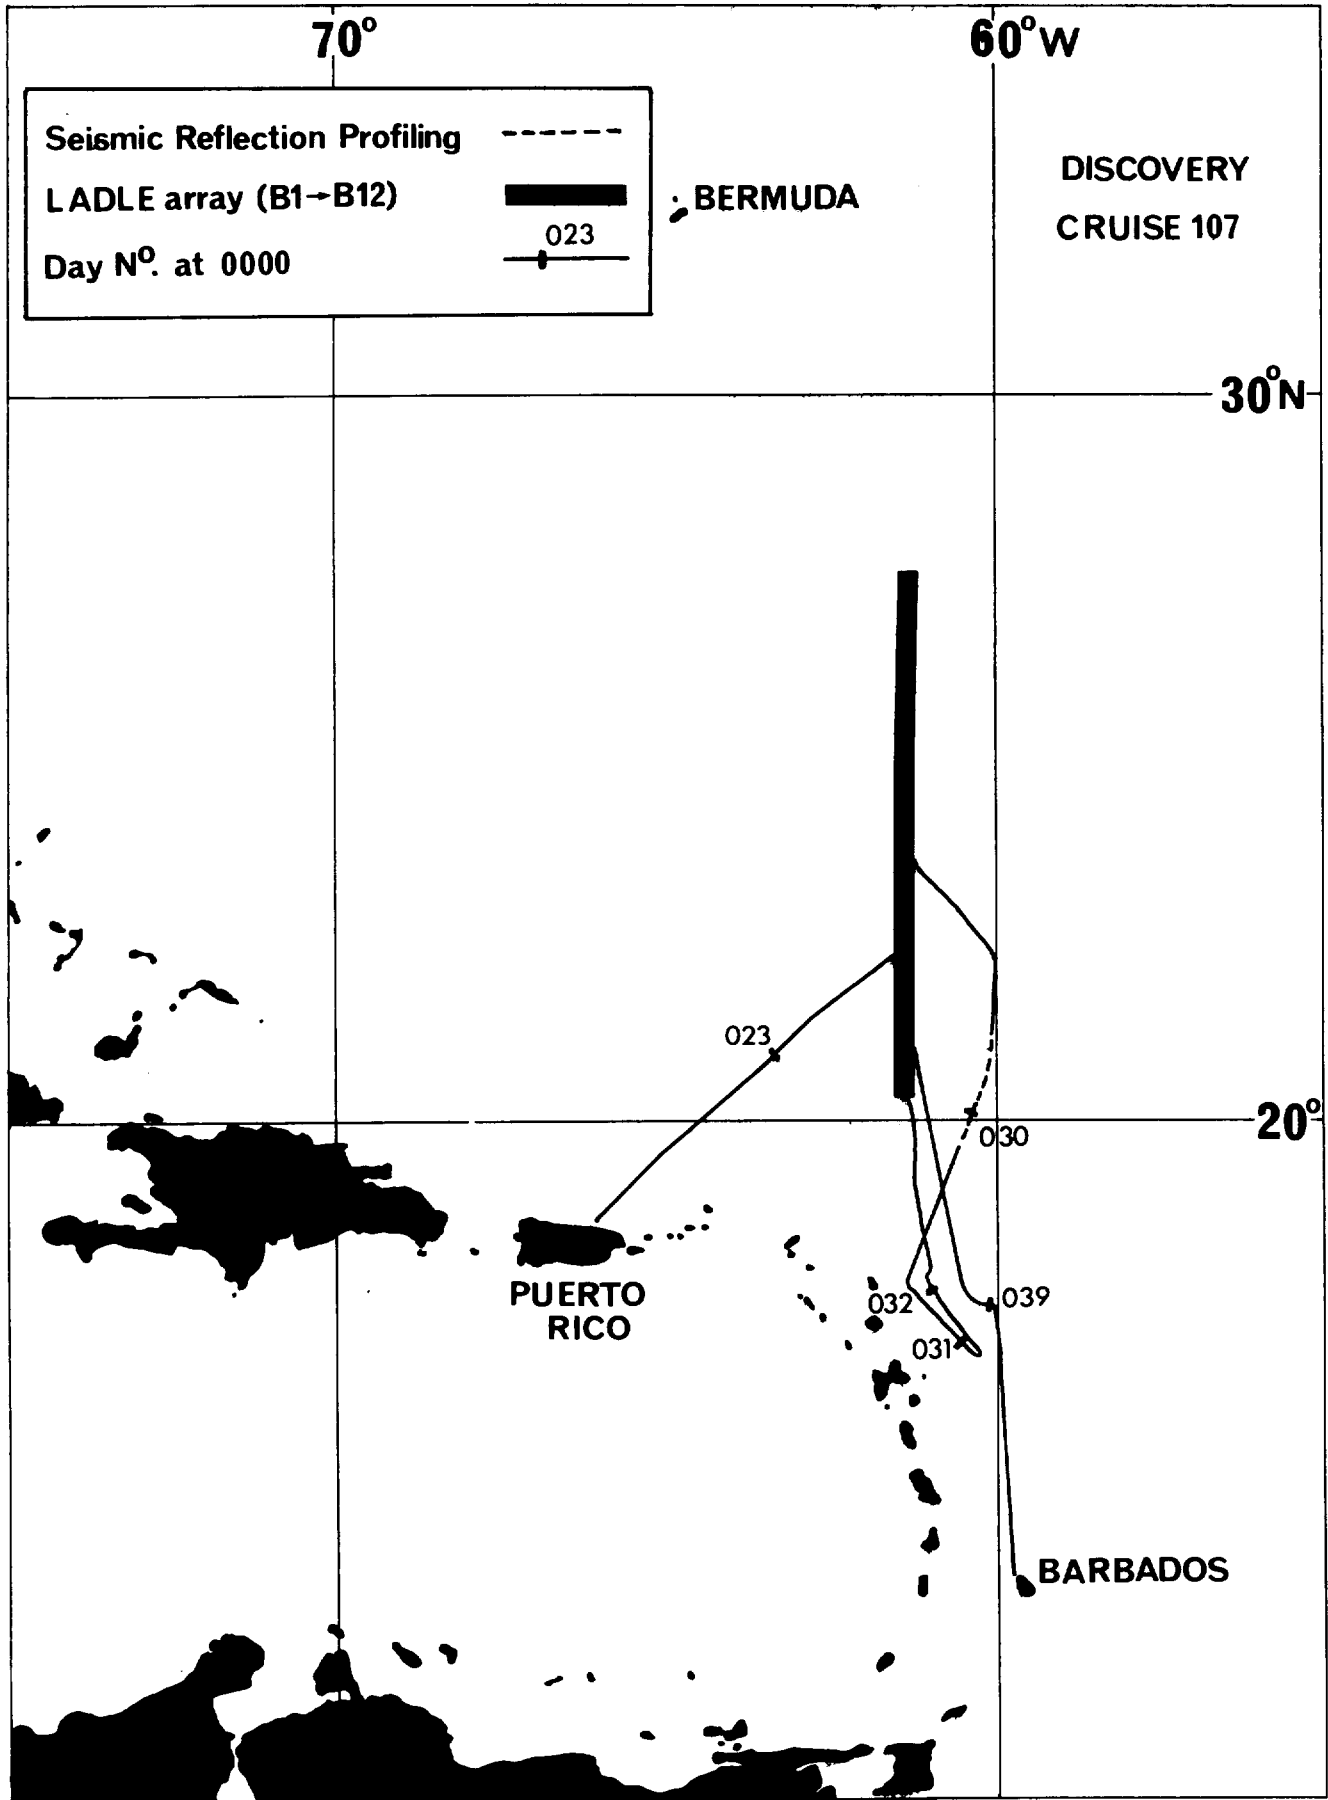 70° 60°W
Seismic Reflection Profiling
LADLE array (B1→B12)
023
Day Nº. at 0000
BERMUDA
DISCOVERY
CRUISE 107
30°N
023
20°
030
PUERTO
RICO
032
039
031
BARBADOS